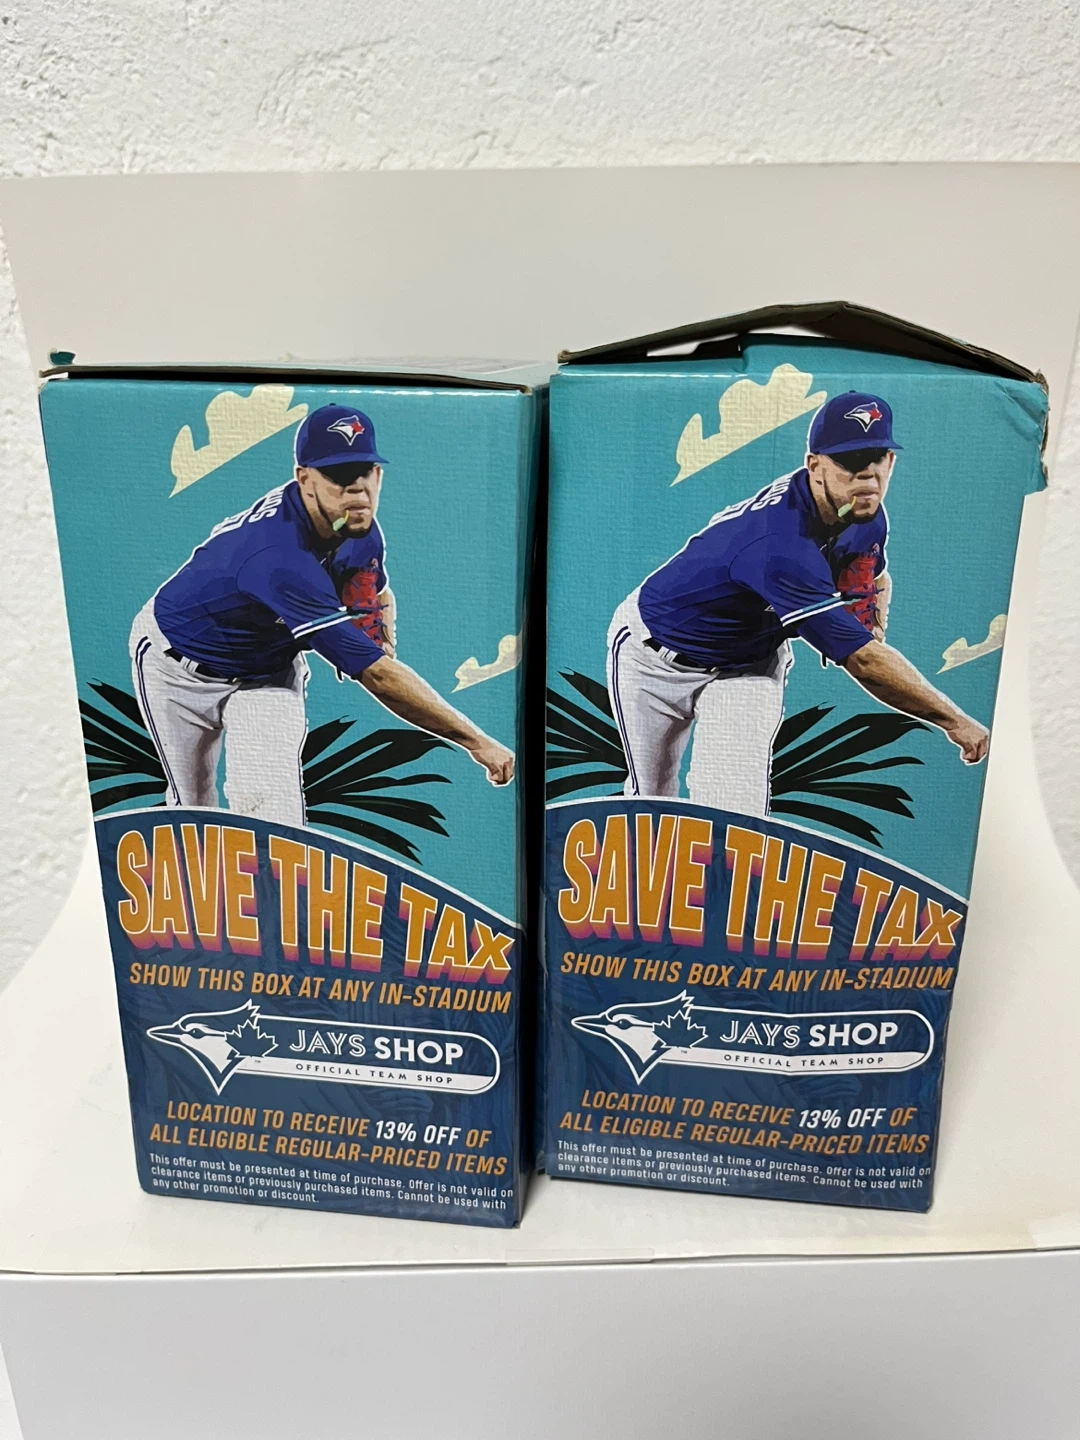 SAVE THE TAX
SHOW THIS BOX AT ANY IN-STADIUM
JAYS SHOP
OFFICIAL TEAM SHOP
LOCATION TO RECEIVE 13% OFF OF
ALL ELIGIBLE REGULAR-PRICED ITEMS
This offer must be presented at time of purchase. Offer is not valid on
clearance items or previously purchased items. Cannot be used with
any other promotion or discount.
SAVE THE TAX
SHOW THIS BOX AT ANY IN-STADIUM
JAYS SHOP
OFFICIAL TEAM SHOP
LOCATION TO RECEIVE 13% OFF OF
ALL ELIGIBLE REGULAR-PRICED ITEMS
This offer must be presented at time of purchase. Offer is not valid on
clearance items or previously purchased items. Cannot be used with
any other promotion or discount.